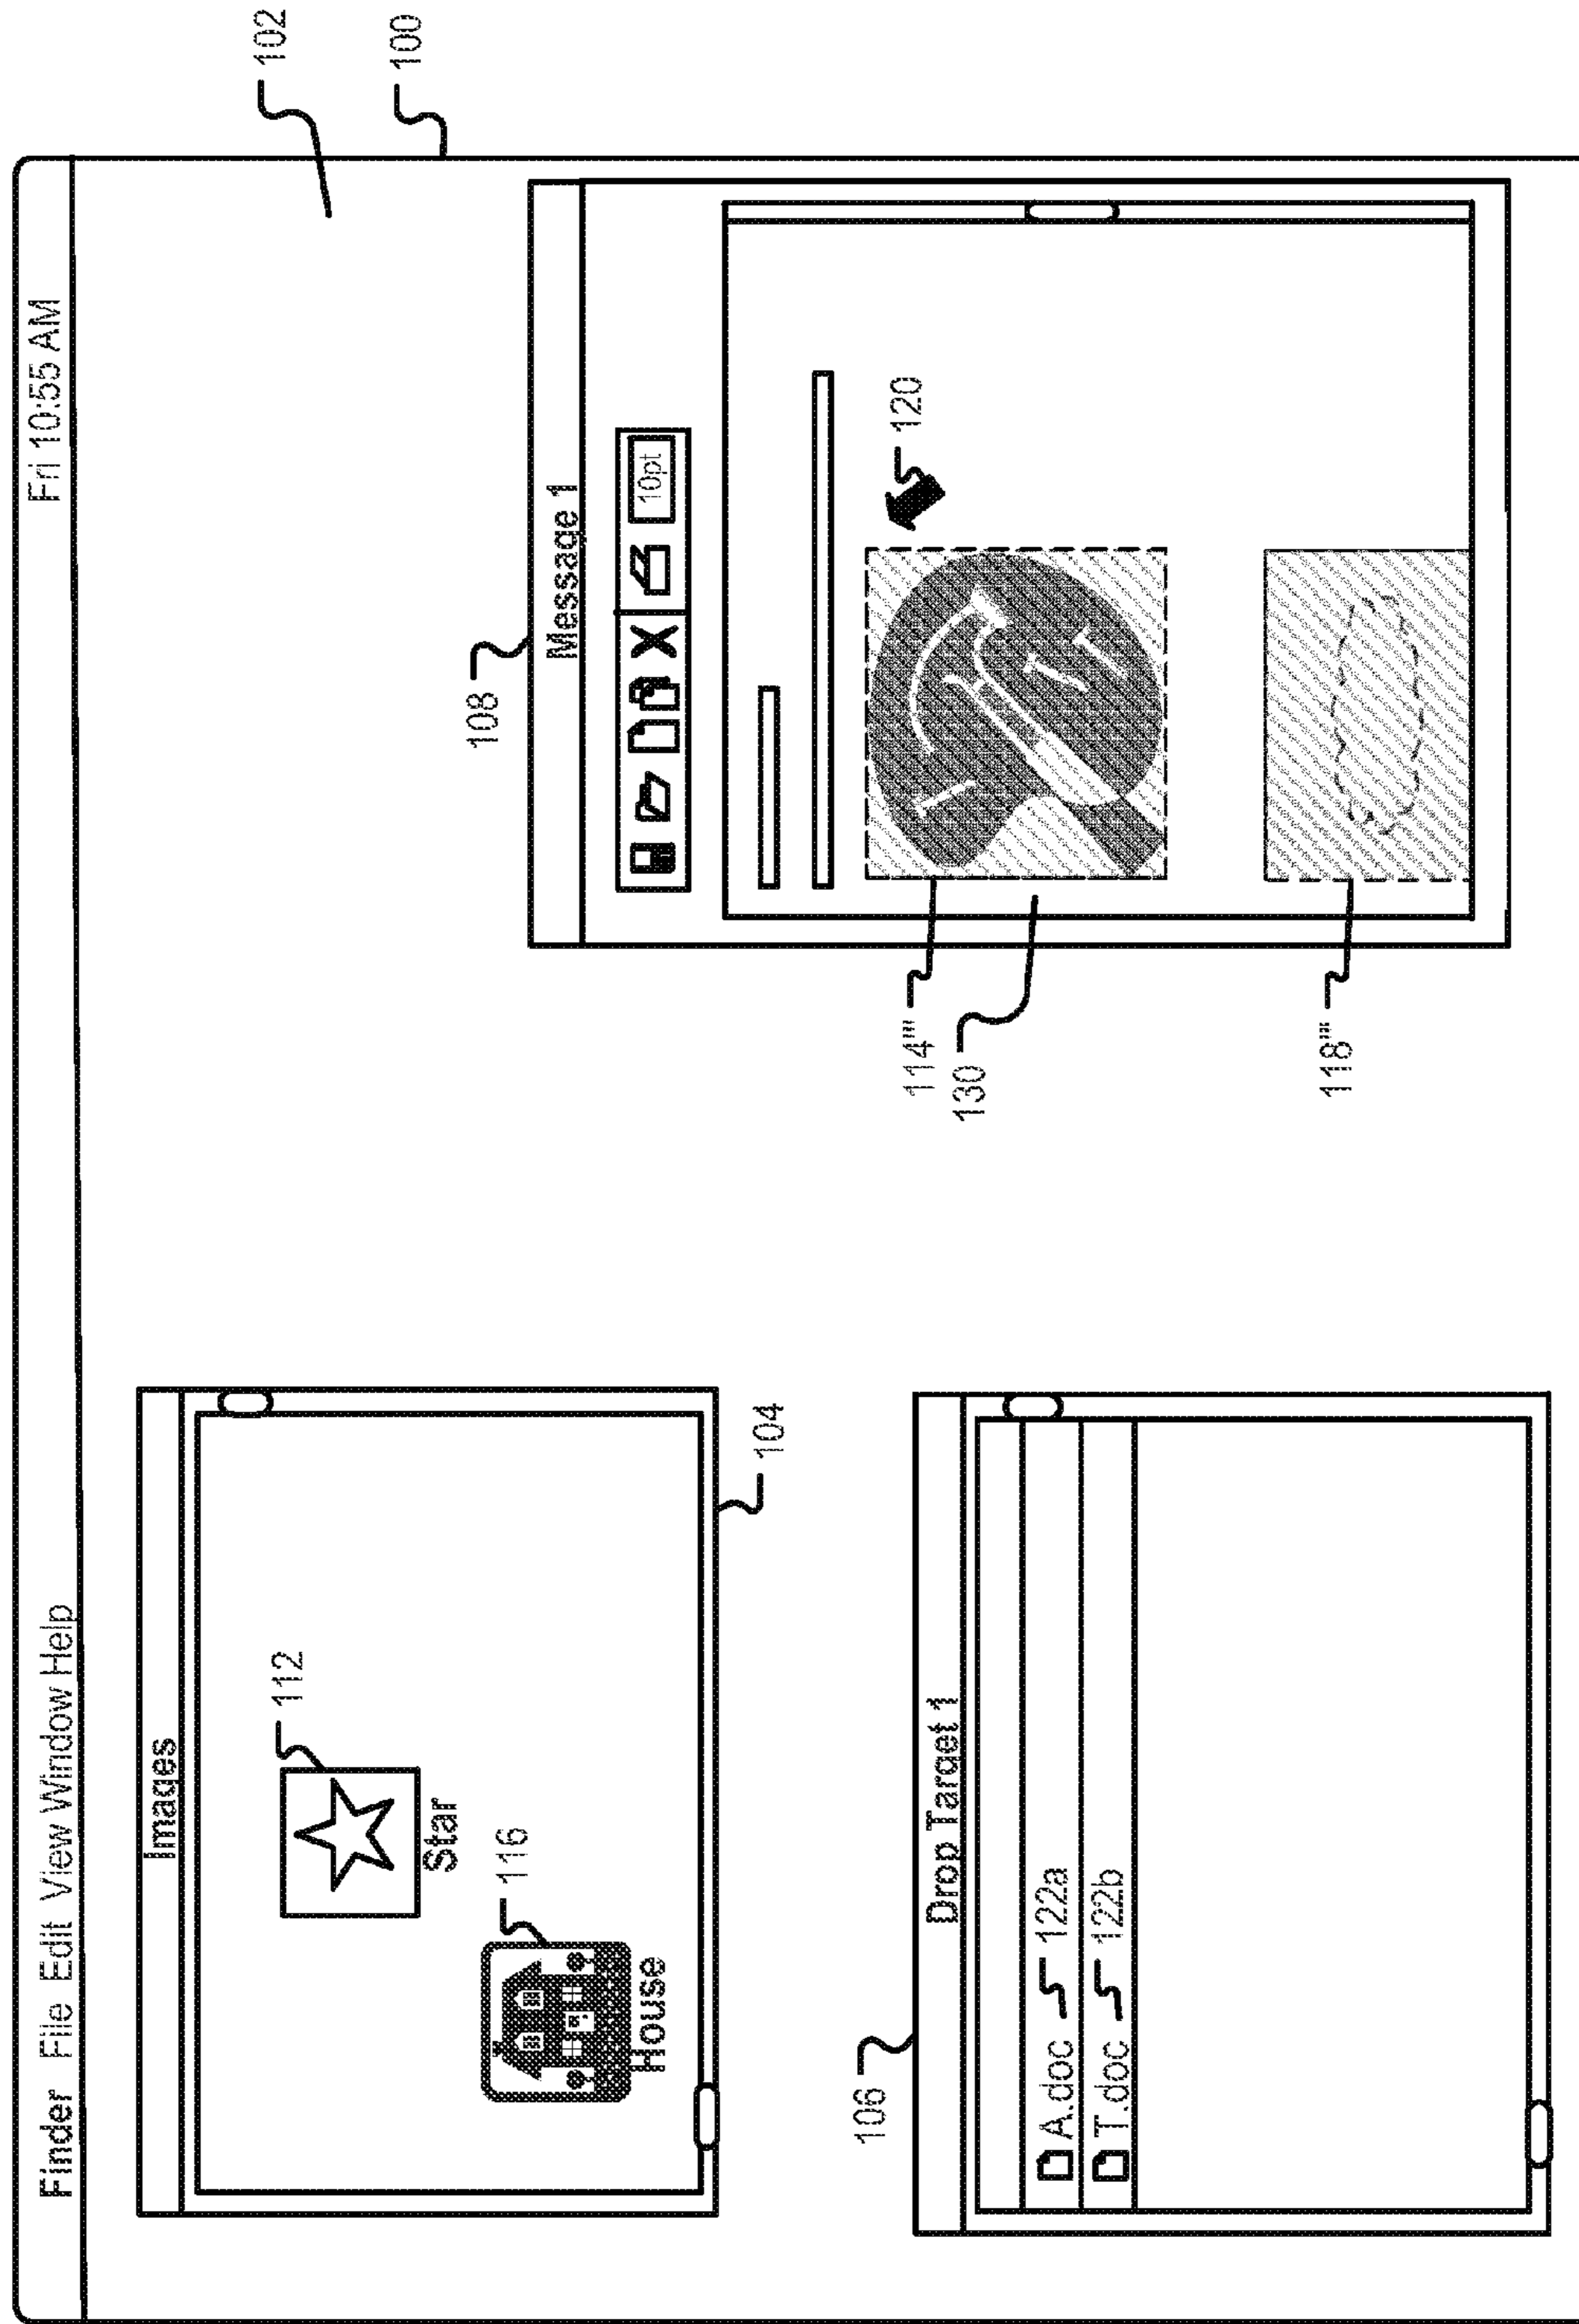 Finder File Edit View Window Help
Fri 10:55 AM
102
100
Images
112
Star
116
House
104
106
Drop Target 1
A.doc 122a
T.doc 122b
108
Message 1
10pt
120
114'''
130
118'''